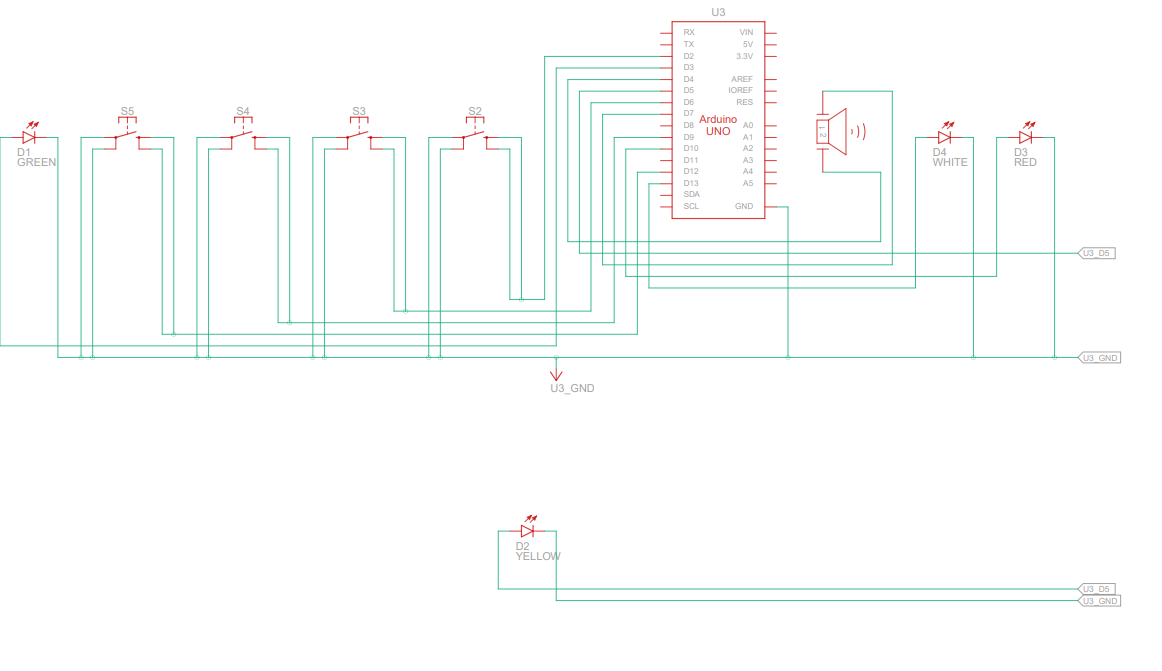 U3
RX
TX
D2
D3
D4
D5
D6
D7
D8
D9
D10
D11
D12
D13
SDA
SCL
VIN
5V
3.3V
AREF
IOREF
RES
A0
A1
A2
A3
A4
A5
GND
Arduino
UNO
S5
S4
S3
S2
D1
GREEN
1
2
D4
WHITE
D3
RED
U3_D5
U3_GND
U3_GND
D2
YELLOW
U3_D5
U3_GND